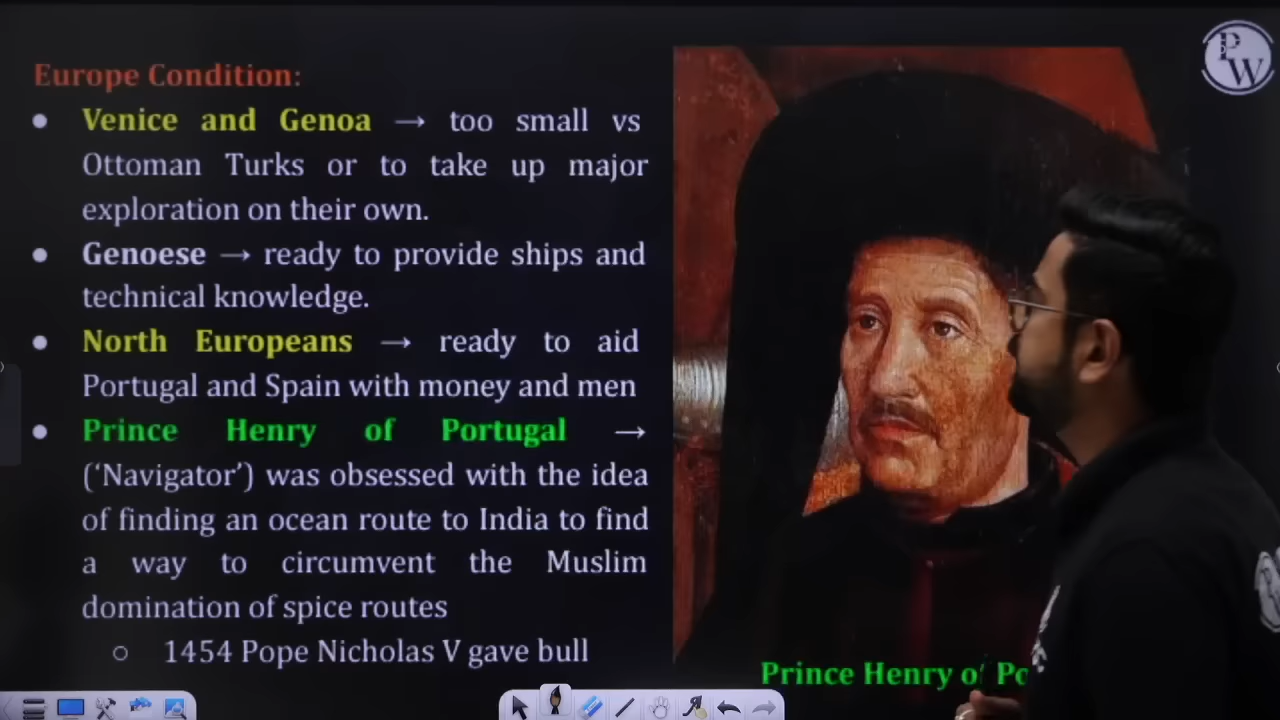 Europe Condition:
● Venice and Genoa → too small vs
Ottoman Turks or to take up major
exploration on their own.
● Genoese → ready to provide ships and
technical knowledge.
● North Europeans → ready to aid
Portugal and Spain with money and men
● Prince Henry of Portugal →
(‘Navigator’) was obsessed with the idea
of finding an ocean route to India to find
a way to circumvent the Muslim
domination of spice routes
○ 1454 Pope Nicholas V gave bull
Prince Henry of Po
PW